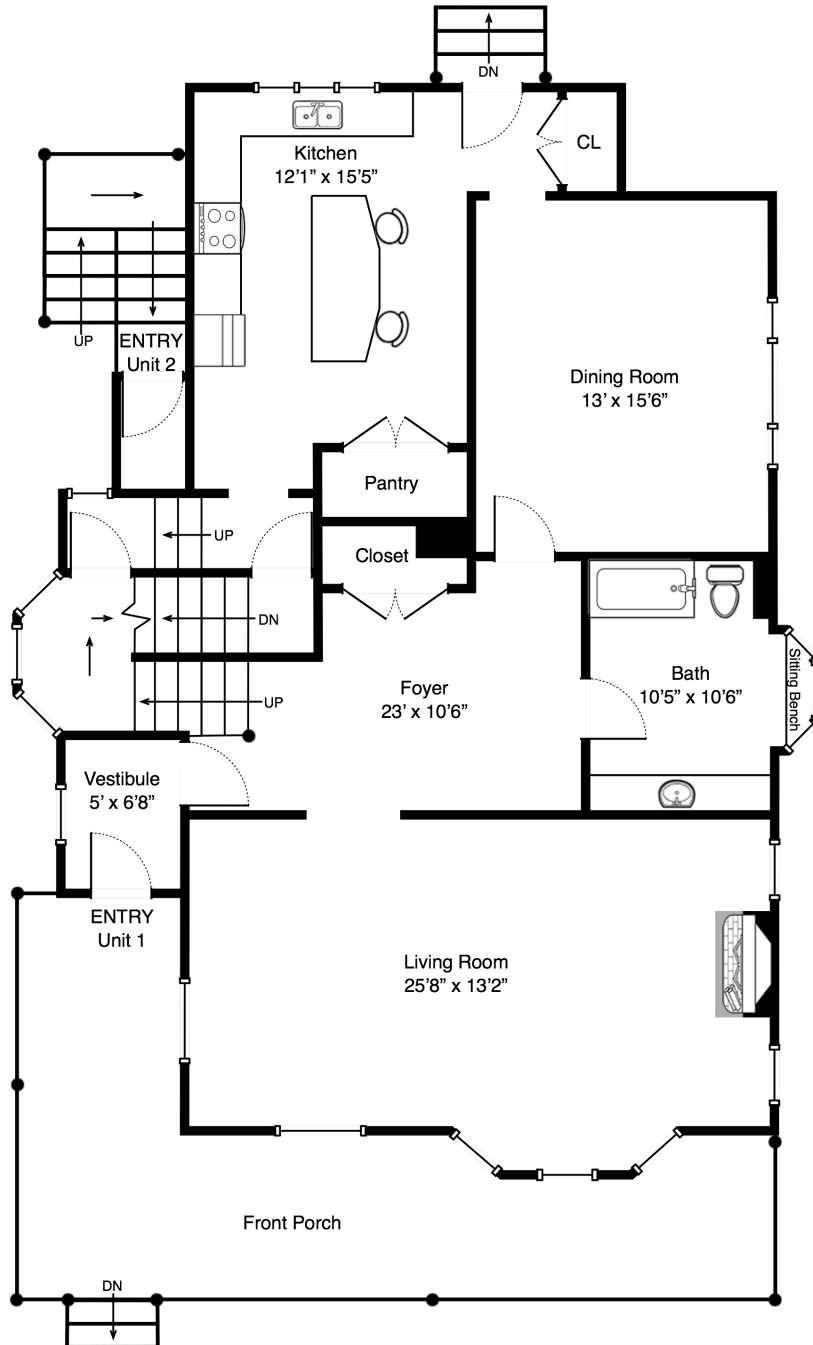 DN
CL
Kitchen
12’1” x 15’5”
UP
ENTRY
Unit 2
Dining Room
13’ x 15’6”
Pantry
UP
Closet
DN
Foyer
23’ x 10’6”
Bath
10’5” x 10’6”
Sitting Bench
UP
Vestibule
5’ x 6’8”
ENTRY
Unit 1
Living Room
25’8” x 13’2”
Front Porch
DN